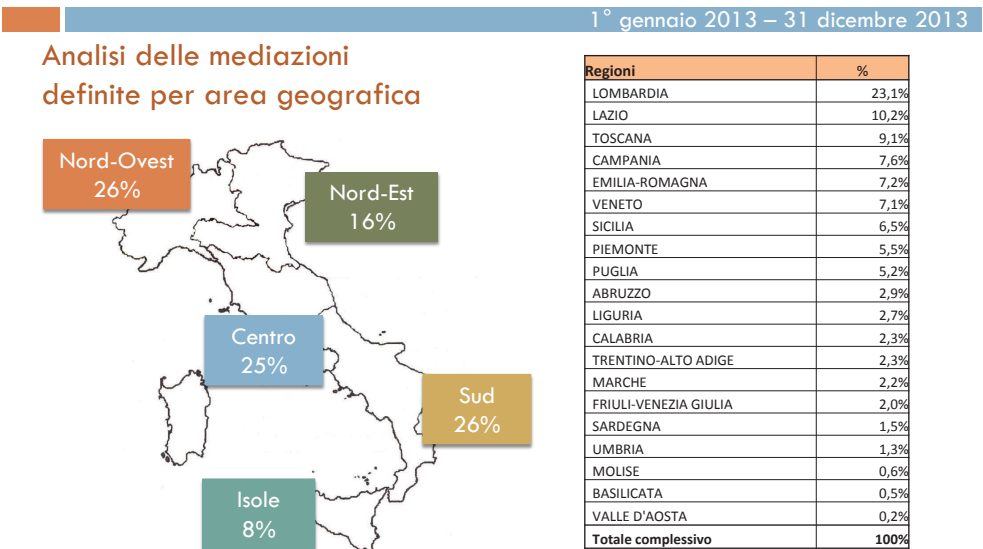 1° gennaio 2013 – 31 dicembre 2013
Analisi delle mediazioni
definite per area geografica
Nord-Ovest
26%
Nord-Est
16%
Centro
25%
Sud
26%
Isole
8%
Regioni %
LOMBARDIA 23,1%
LAZIO 10,2%
TOSCANA 9,1%
CAMPANIA 7,6%
EMILIA-ROMAGNA 7,2%
VENETO 7,1%
SICILIA 6,5%
PIEMONTE 5,5%
PUGLIA 5,2%
ABRUZZO 2,9%
LIGURIA 2,7%
CALABRIA 2,3%
TRENTINO-ALTO ADIGE 2,3%
MARCHE 2,2%
FRIULI-VENEZIA GIULIA 2,0%
SARDEGNA 1,5%
UMBRIA 1,3%
MOLISE 0,6%
BASILICATA 0,5%
VALLE D'AOSTA 0,2%
Totale complessivo 100%